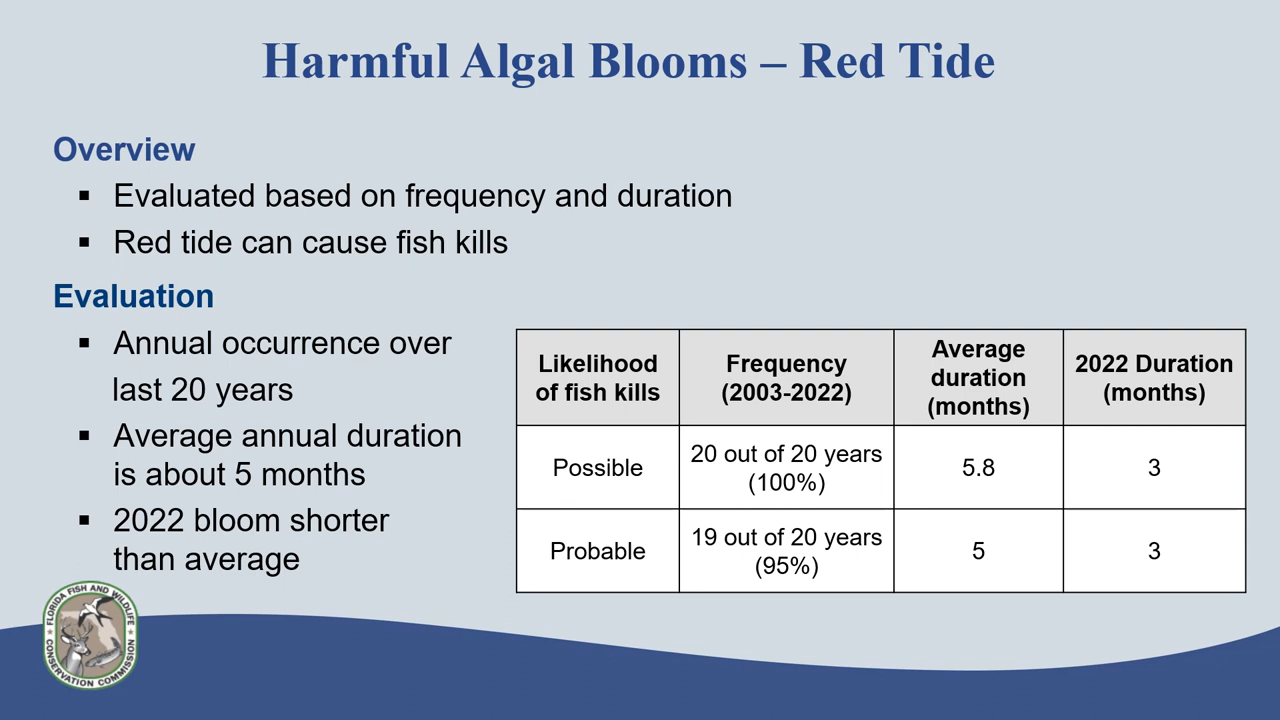 Harmful Algal Blooms – Red Tide
Overview
▪ Evaluated based on frequency and duration
▪ Red tide can cause fish kills
Evaluation
▪ Annual occurrence over
last 20 years
▪ Average annual duration
is about 5 months
▪ 2022 bloom shorter
than average
Likelihood
of fish kills
Frequency
(2003-2022)
Average
duration
(months)
2022 Duration
(months)
Possible
20 out of 20 years
(100%)
5.8
3
Probable
19 out of 20 years
(95%)
5
3
FLORIDA FISH AND WILDLIFE
CONSERVATION COMMISSION